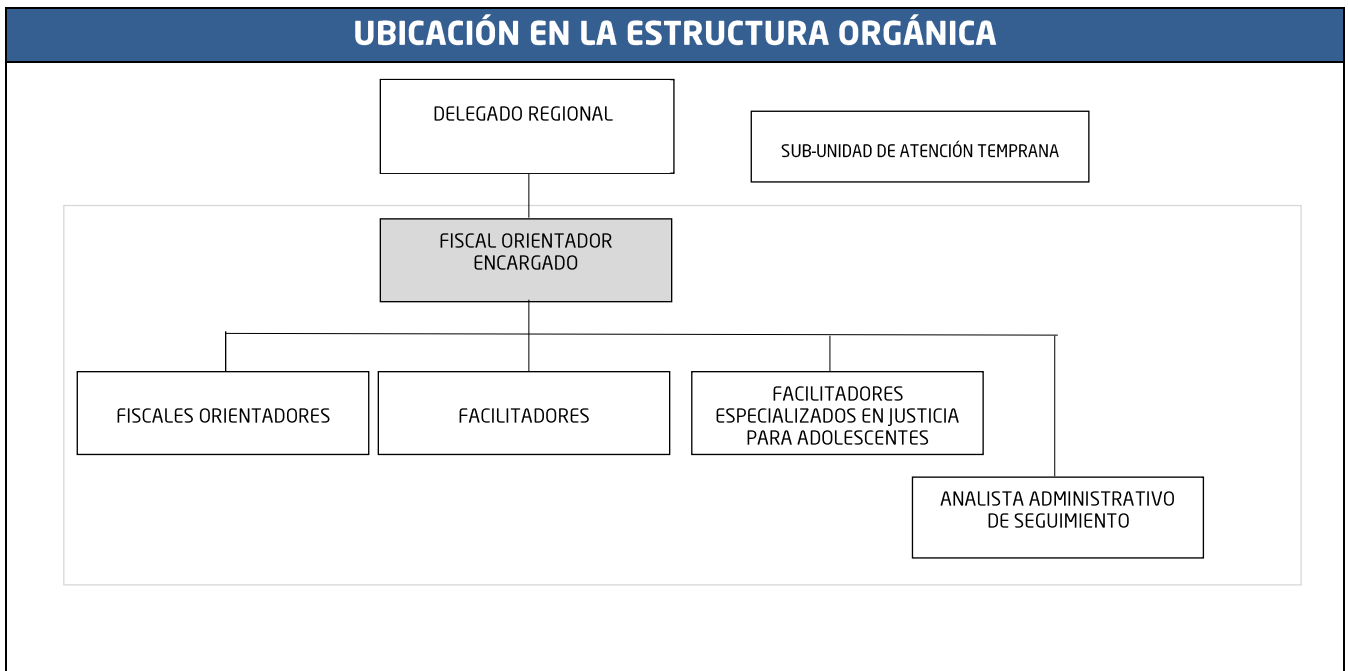 UBICACIÓN EN LA ESTRUCTURA ORGÁNICA
DELEGADO REGIONAL
SUB-UNIDAD DE ATENCIÓN TEMPRANA
FISCAL ORIENTADOR
ENCARGADO
FISCALES ORIENTADORES
FACILITADORES
FACILITADORES
ESPECIALIZADOS EN JUSTICIA
PARA ADOLESCENTES
ANALISTA ADMINISTRATIVO
DE SEGUIMIENTO